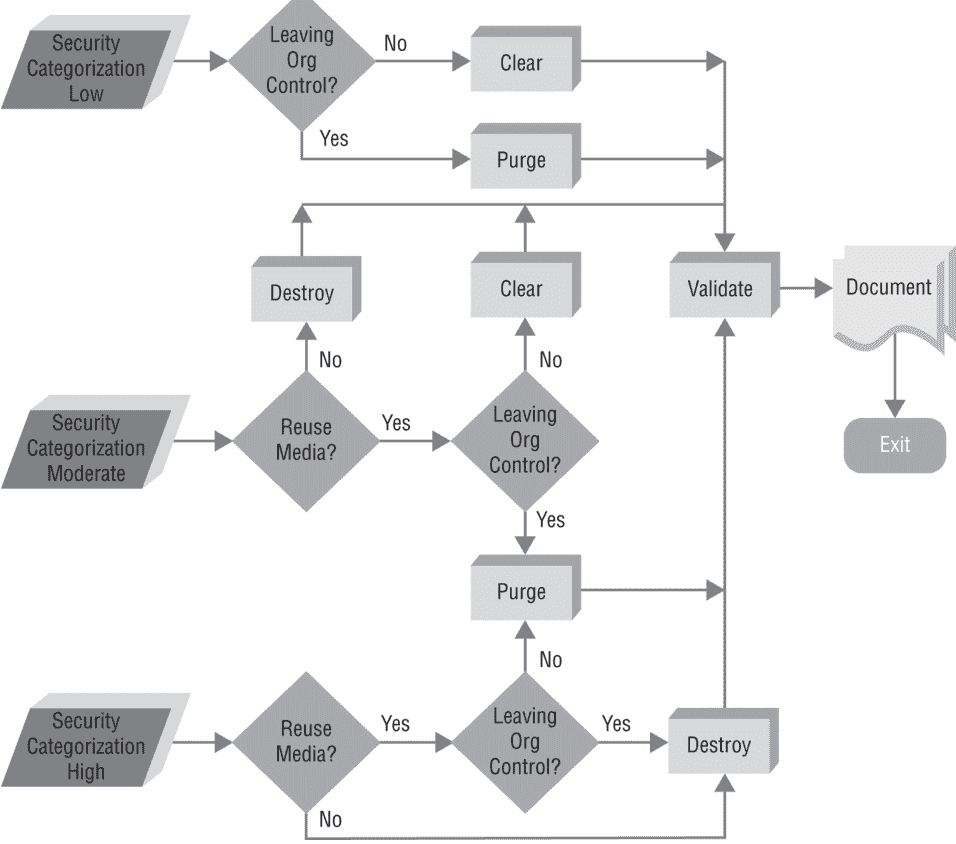 Security
Categorization
Low
Leaving
Org
Control?
No
Clear
Yes
Purge
Destroy
Clear
Validate
Document
No
No
Security
Categorization
Moderate
Reuse
Media?
Yes
Leaving
Org
Control?
Exit
Yes
Purge
No
Security
Categorization
High
Reuse
Media?
Yes
Leaving
Org
Control?
Yes
Destroy
No